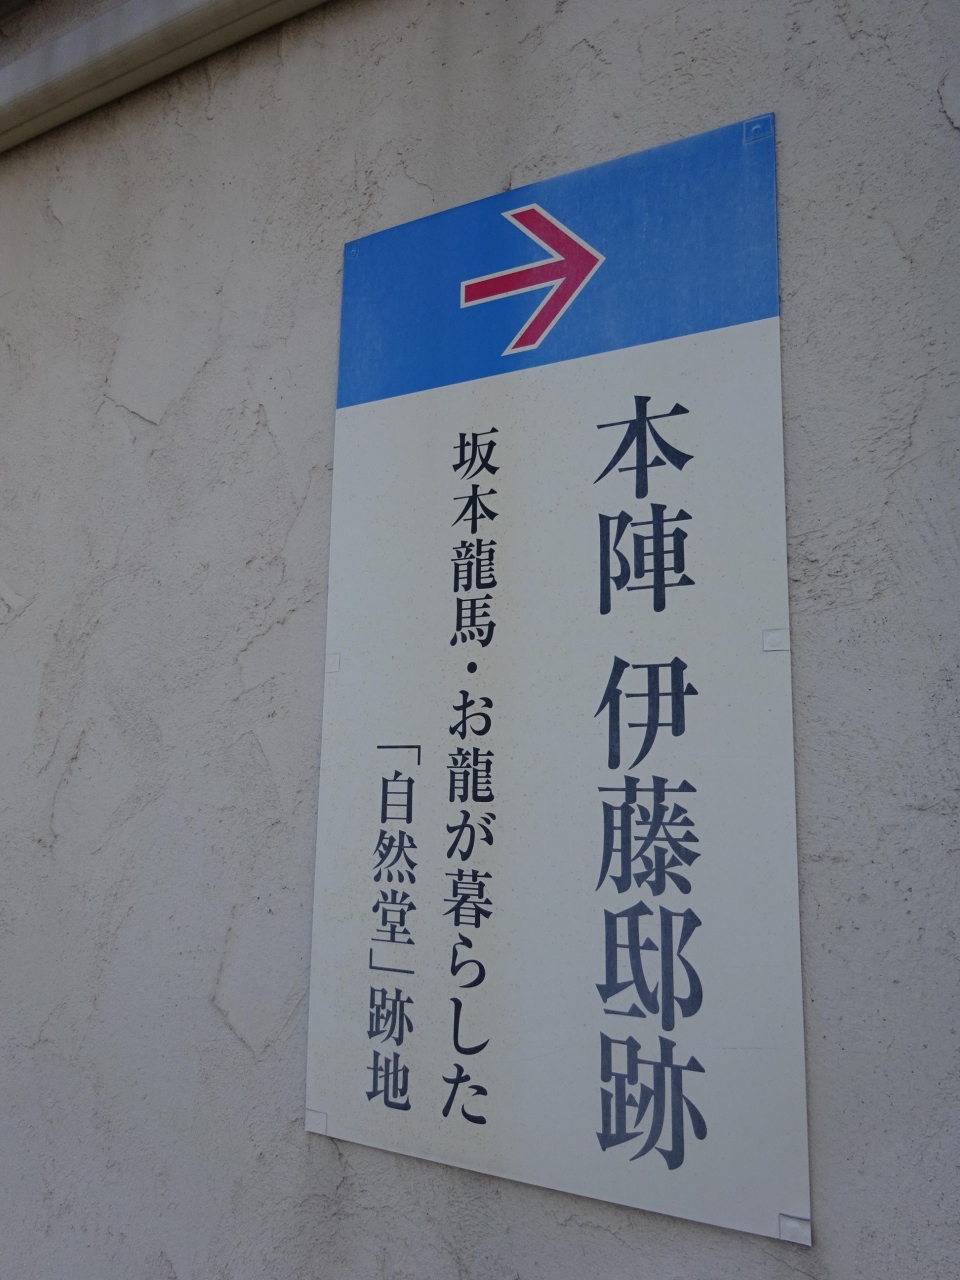 本陣 伊藤邸跡
坂本龍馬・お龍が暮らした
「自然堂」跡地